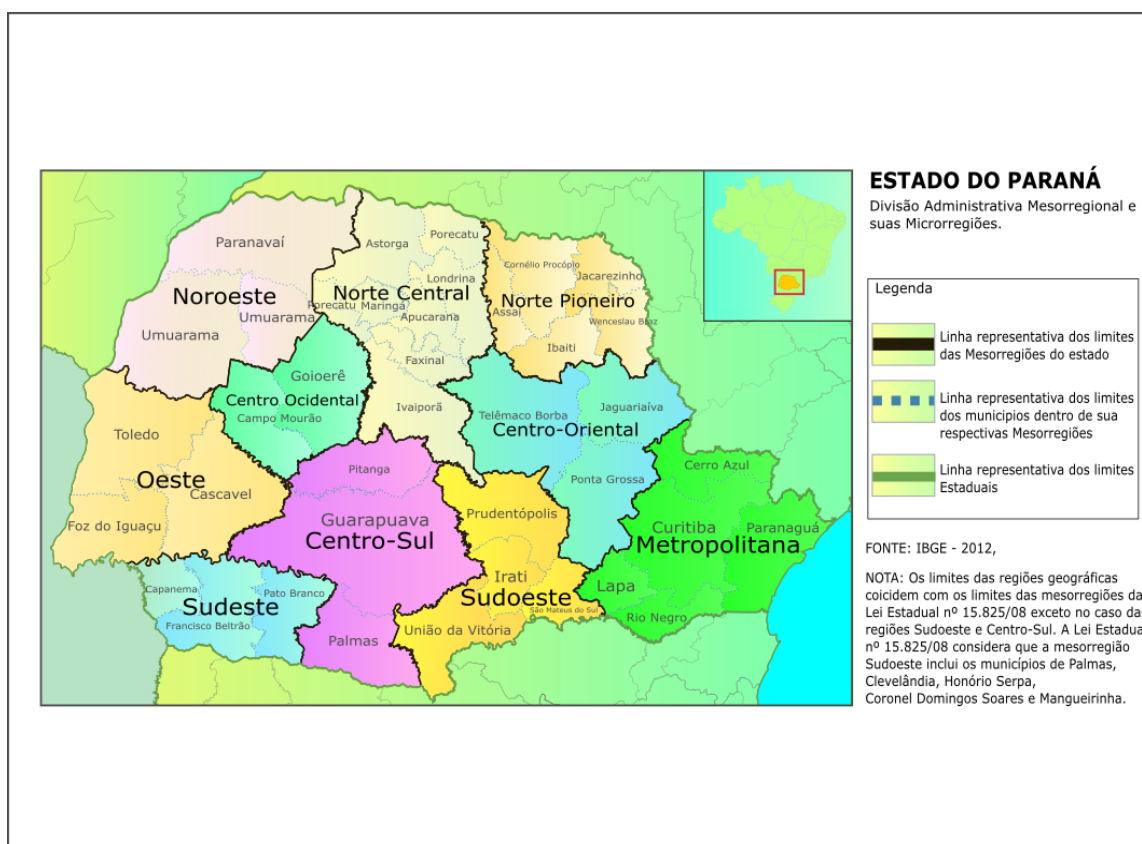 ESTADO DO PARANÁ
Divisão Administrativa Mesorregional e
suas Microrregiões.
Legenda
Linha representativa dos limites
das Mesorregiões do estado
Linha representativa dos limites
dos municipios dentro de sua
respectivas Mesorregiões
Linha representativa dos limites
Estaduais
FONTE: IBGE - 2012,
NOTA: Os limites das regiões geográficas
coicidem com os limites das mesorregiões da
Lei Estadual nº 15.825/08 exceto no caso das
regiões Sudoeste e Centro-Sul. A Lei Estadua
nº 15.825/08 considera que a mesorregião
Sudoeste inclui os municípios de Palmas,
Clevelândia, Honório Serpa,
Coronel Domingos Soares e Mangueirinha.
Paranavaí
Noroeste
Umuarama
Umuarama
Astorga
Porecatu
Londrina
Norte Central
Porecatu
Maringá
Apucarana
Faxinal
Ivaiporã
Cornélio Procópio
Jacarezinho
Norte Pioneiro
Assaí
Wenceslau Braz
Ibaiti
Goioerê
Centro Ocidental
Campo Mourão
Telêmaco Borba
Jaguariaíva
Centro-Oriental
Ponta Grossa
Toledo
Oeste
Cascavel
Foz do Iguaçu
Pitanga
Guarapuava
Centro-Sul
Palmas
Prudentópolis
Irati
Sudoeste
São Mateus do Sul
União da Vitória
Cerro Azul
Curitiba
Paranaguá
Metropolitana
Lapa
Rio Negro
Capanema
Pato Branco
Sudeste
Francisco Beltrão